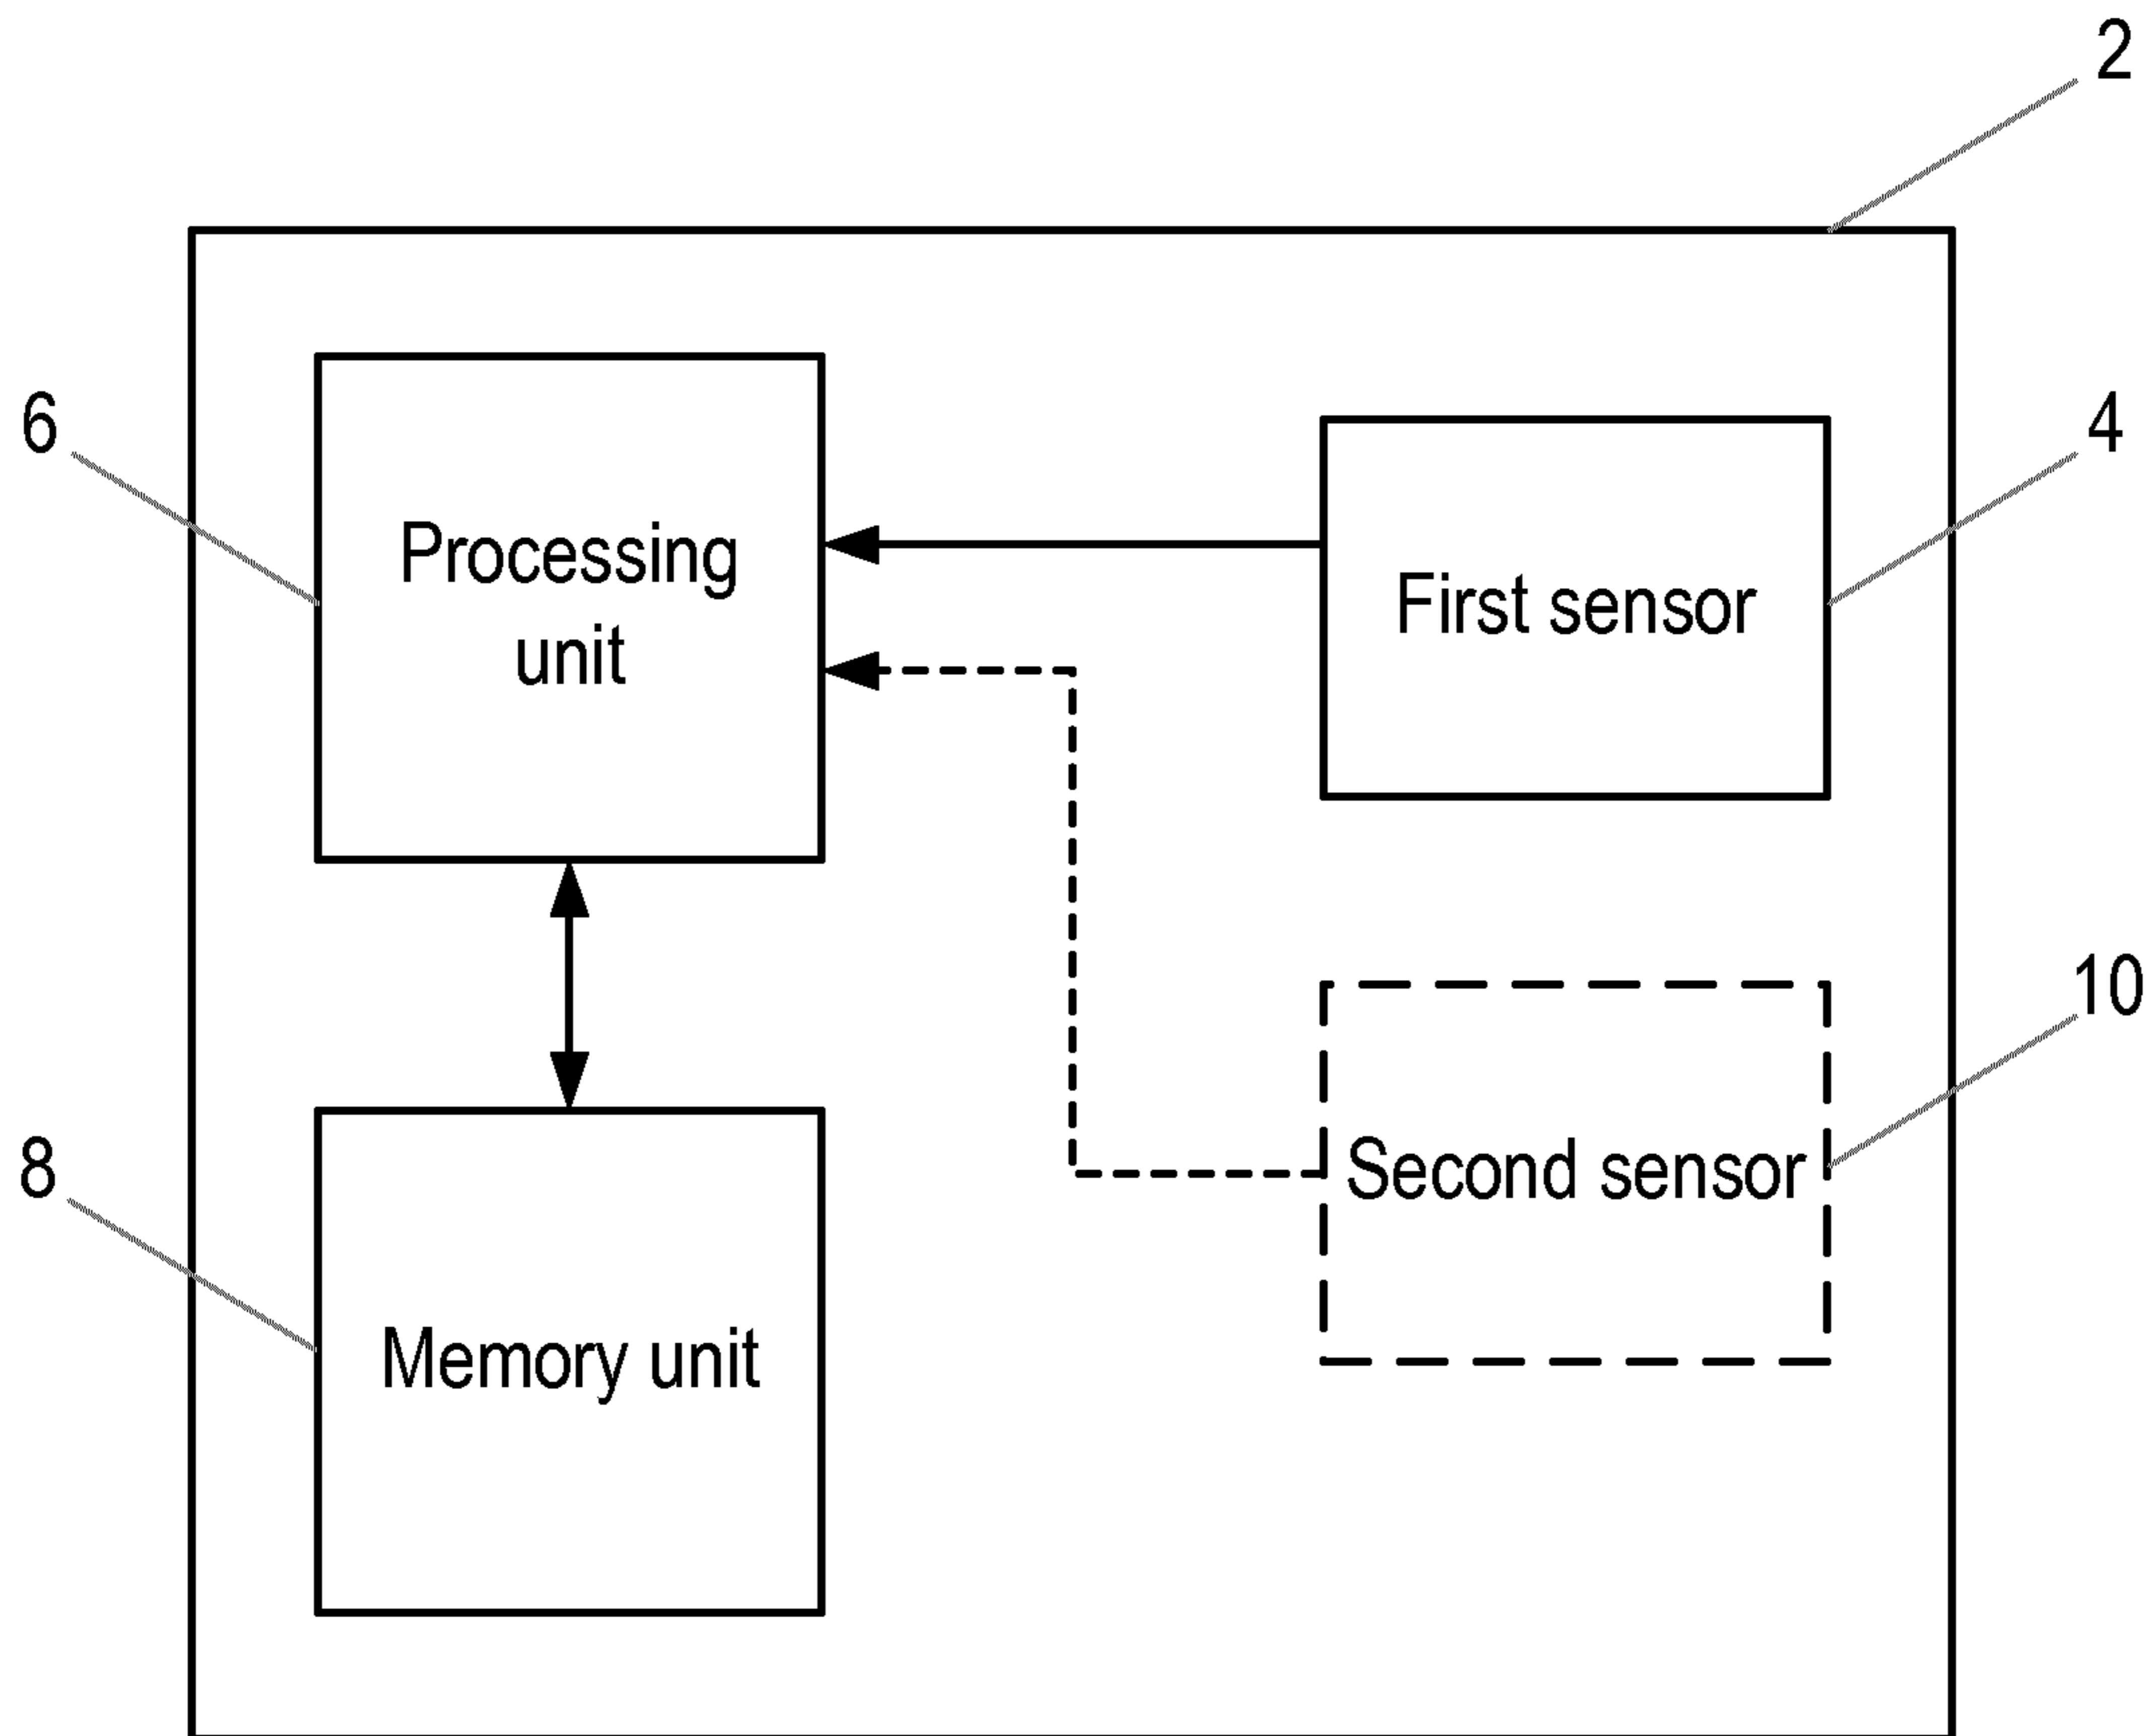 2
6
4
Processing
unit
First sensor
10
8
Second sensor
Memory unit